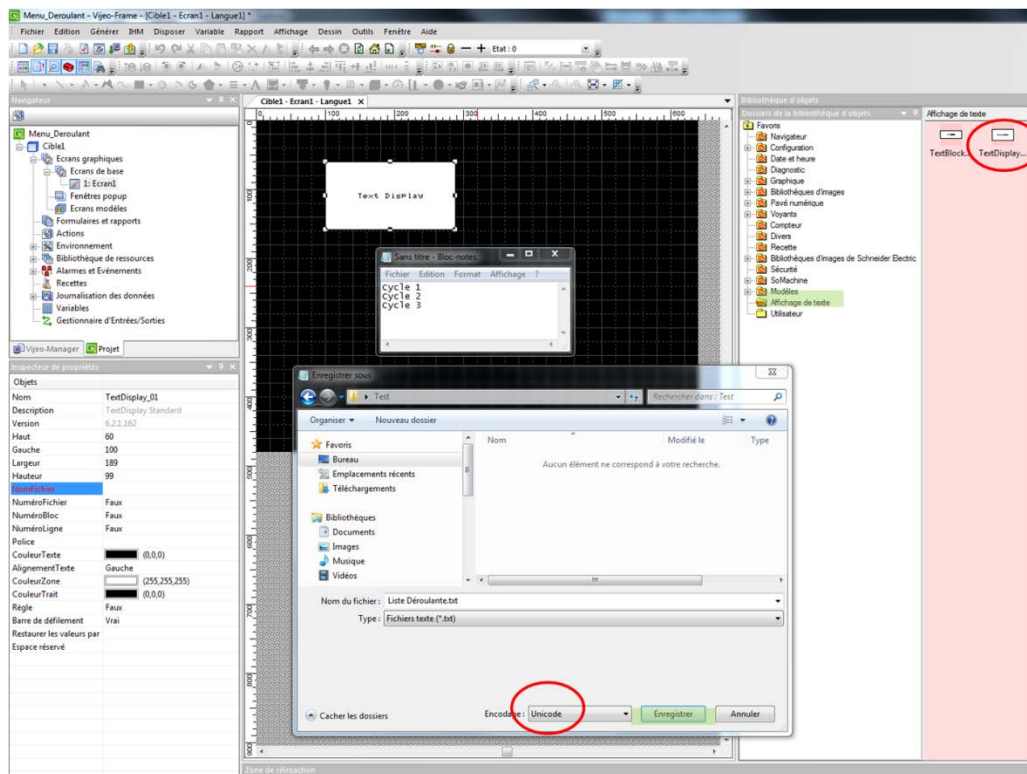 Menu_Deroulant - Vijeo-Frame - [Cible1 - Ecran1 - Langue1] *
Fichier Edition Générer IHM Disposer Variable Rapport Affichage Dessin Outils Fenêtre Aide
Etat : 0
Navigateur
Menu_Deroulant
Cible1
Ecrans graphiques
Ecrans de base
1: Ecran1
Fenêtres popup
Ecrans modèles
Formulaires et rapports
Actions
Environnement
Bibliothèque de ressources
Alarmes et Evénements
Recettes
Journalisation des données
Variables
Gestionnaire d'Entrées/Sorties
Vijeo-Manager Projet
Inspecteur de propriétés
Objets
Nom TextDisplay_01
Description TextDisplay Standard
Version 6.2.1.162
Haut 60
Gauche 100
Largeur 189
Hauteur 99
NomFichier
NuméroFichier Faux
NuméroBloc Faux
NuméroLigne Faux
Police
CouleurTexte (0,0,0)
AlignementTexte Gauche
CouleurZone (255,255,255)
CouleurTrait (0,0,0)
Règle Faux
Barre de défilement Vrai
Restaurer les valeurs par
Espace réservé
Cible1 - Ecran1 - Langue1 X
0 100 200 300 400 500 600
100
200
300
400
500
600
700
800
900
Text Display
Sans titre - Bloc-notes
Fichier Edition Format Affichage ?
Cycle 1
Cycle 2
Cycle 3
Enregistrer sous
Test
Rechercher dans : Test
Organiser Nouveau dossier
Favoris
Bureau
Emplacements récents
Téléchargements
Bibliothèques
Documents
Images
Musique
Vidéos
Nom Modifié le Type
Aucun élément ne correspond à votre recherche.
Nom du fichier : Liste Déroulante.txt
Type : Fichiers texte (*.txt)
Cacher les dossiers
Encodage : Unicode
Enregistrer
Annuler
Zone de rétroaction
Bibliothèque d'objets
Dossiers de la bibliothèque d'objets
Favoris
Navigateur
Configuration
Date et heure
Diagnostic
Graphique
Bibliothèques d'images
Pavé numérique
Voyants
Compteur
Divers
Recette
Bibliothèques d'images de Schneider Electric
Sécurité
SoMachine
Modèles
Affichage de texte
Utilisateur
Affichage de texte
TextBlock... TextDisplay...